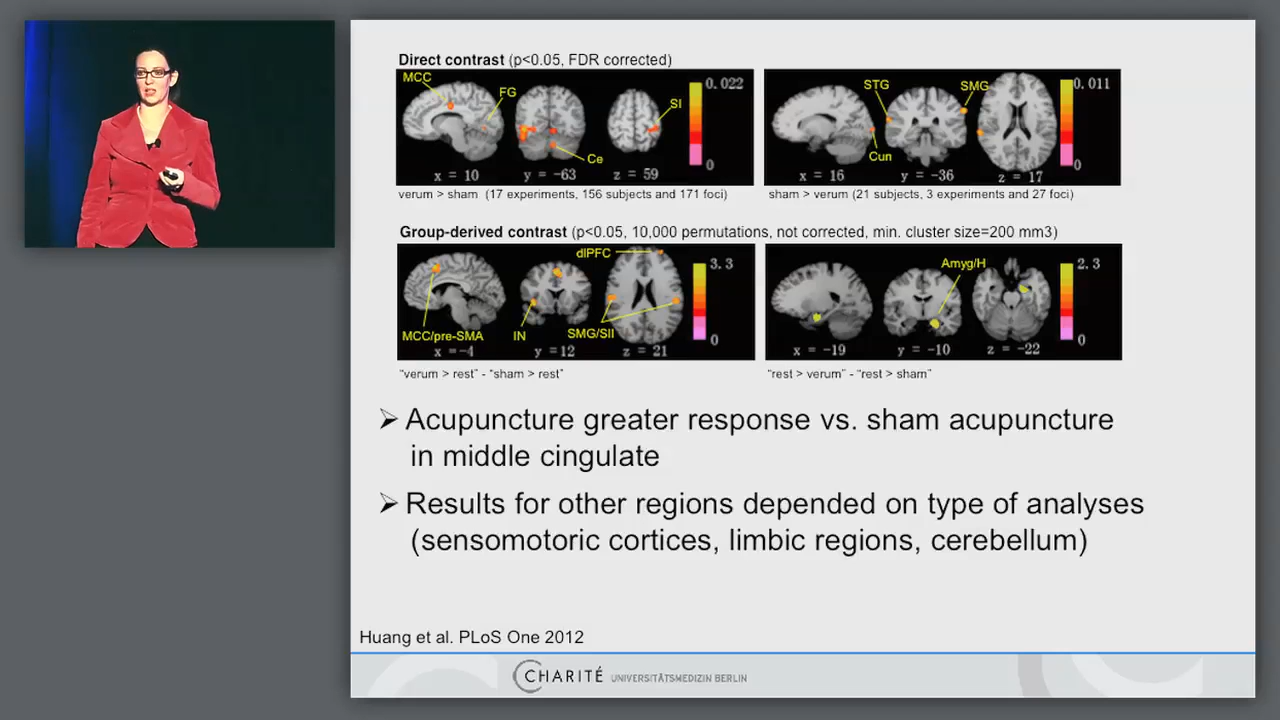 Direct contrast (p<0.05, FDR corrected)
MCC
FG
SI
Ce
0.022
0
x = 10
y = -63
z = 59
STG
SMG
Cun
0.011
0
x = 16
y = -36
z = 17
verum > sham (17 experiments, 156 subjects and 171 foci)
sham > verum (21 subjects, 3 experiments and 27 foci)
Group-derived contrast (p<0.05, 10,000 permutations, not corrected, min. cluster size=200 mm3)
dlPFC
MCC/pre-SMA
IN
SMG/SII
3.3
0
x = -4
y = 12
z = 21
Amyg/H
2.3
0
x = -19
y = -10
z = -22
“verum > rest” - “sham > rest”
“rest > verum” - “rest > sham”
➢ Acupuncture greater response vs. sham acupuncture
in middle cingulate
➢ Results for other regions depended on type of analyses
(sensomotoric cortices, limbic regions, cerebellum)
Huang et al. PLoS One 2012
CHARITÉ UNIVERSITÄTSMEDIZIN BERLIN